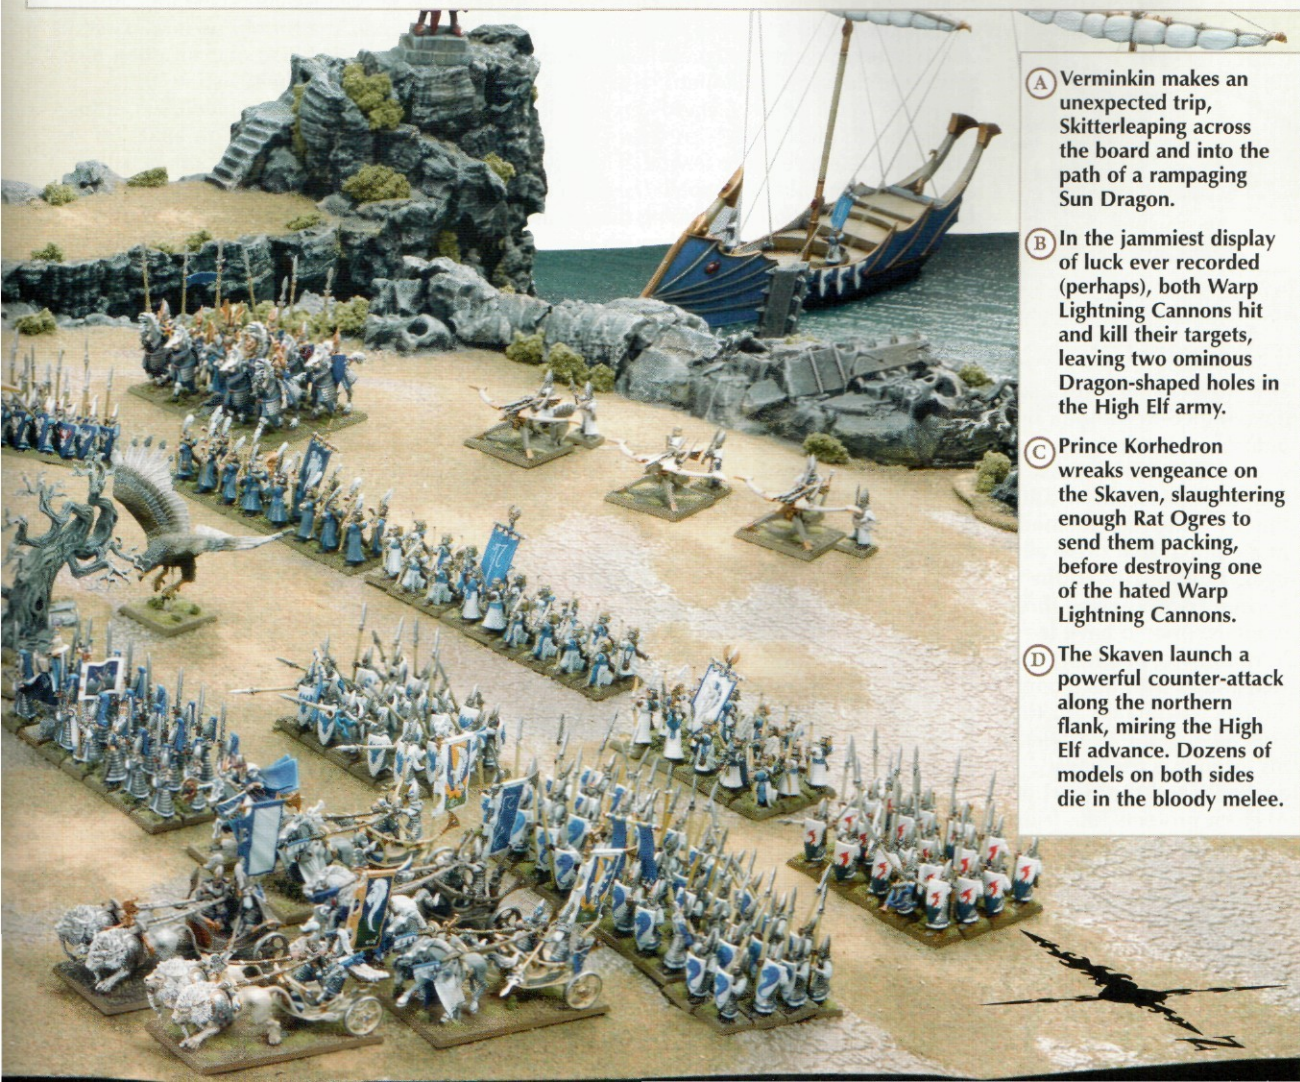 A Verminkin makes an
unexpected trip,
Skitterleaping across
the board and into the
path of a rampaging
Sun Dragon.
B In the jammiest display
of luck ever recorded
(perhaps), both Warp
Lightning Cannons hit
and kill their targets,
leaving two ominous
Dragon-shaped holes in
the High Elf army.
C Prince Korhedron
wreaks vengeance on
the Skaven, slaughtering
enough Rat Ogres to
send them packing,
before destroying one
of the hated Warp
Lightning Cannons.
D The Skaven launch a
powerful counter-attack
along the northern
flank, miring the High
Elf advance. Dozens of
models on both sides
die in the bloody melee.
N